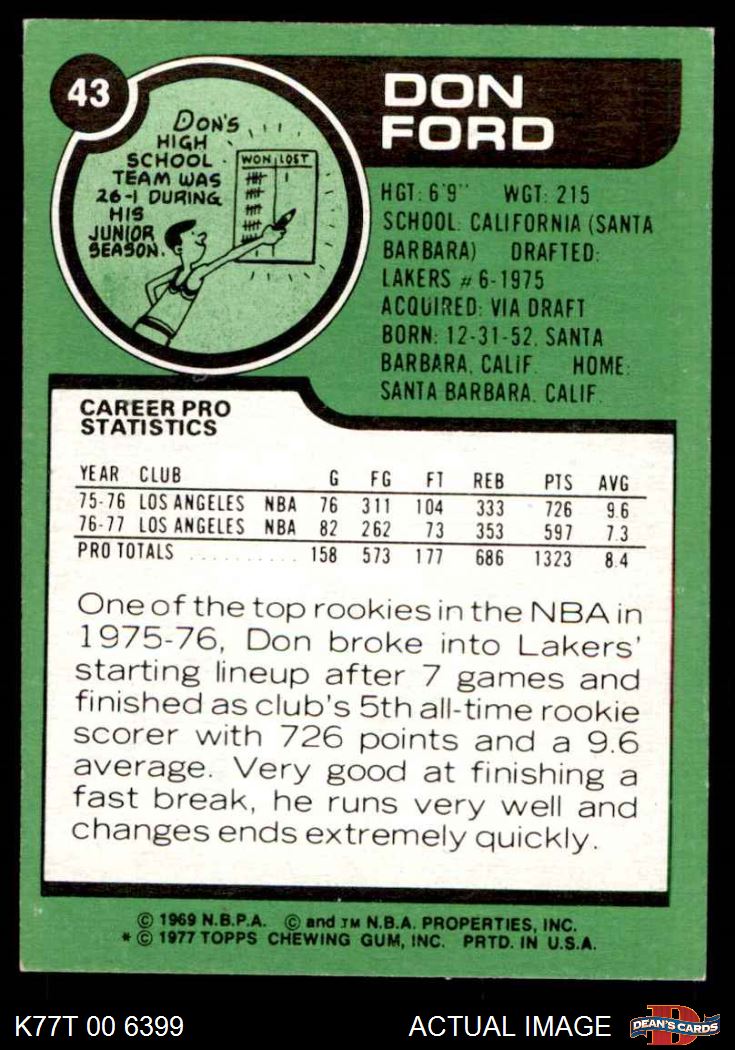 43
DON
FORD
DON'S
HIGH
SCHOOL
TEAM WAS
26-1 DURING
HIS
JUNIOR
SEASON.
WON LOST
HGT: 6'9" WGT: 215
SCHOOL: CALIFORNIA (SANTA
BARBARA) DRAFTED:
LAKERS #6-1975
ACQUIRED: VIA DRAFT
BORN: 12-31-52, SANTA
BARBARA, CALIF. HOME:
SANTA BARBARA, CALIF.
CAREER PRO
STATISTICS
YEAR CLUB G FG FT REB PTS AVG
75-76 LOS ANGELES NBA 76 311 104 333 726 9.6
76-77 LOS ANGELES NBA 82 262 73 353 597 7.3
PRO TOTALS .......... 158 573 177 686 1323 8.4
One of the top rookies in the NBA in
1975-76, Don broke into Lakers'
starting lineup after 7 games and
finished as club's 5th all-time rookie
scorer with 726 points and a 9.6
average. Very good at finishing a
fast break, he runs very well and
changes ends extremely quickly.
© 1969 N.B.P.A. © and TM N.B.A. PROPERTIES, INC.
* © 1977 TOPPS CHEWING GUM, INC. PRTD. IN U.S.A.
K77T 00 6399
ACTUAL IMAGE
D
DEAN'S CARDS